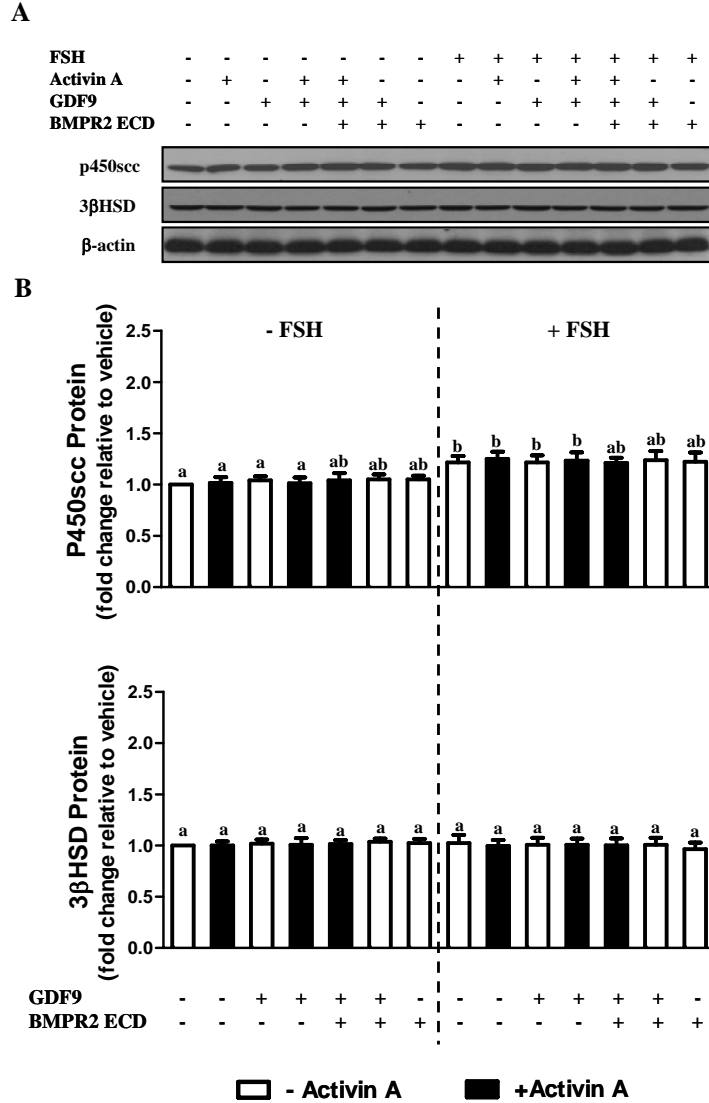 A
FSH - - - - - - - + + + + + + +
Activin A - + - + + - - - + - + + - -
GDF9 - - + + + + - - - + + + + -
BMPR2 ECD - - - - + + + - - - - + + +
p450scc
3βHSD
β-actin
B
- FSH + FSH
P450scc Protein
(fold change relative to vehicle)
2.5
2.0
1.5
1.0
0.5
0.0
a a a a ab ab ab b b b b ab ab ab
3βHSD Protein
(fold change relative to vehicle)
2.5
2.0
1.5
1.0
0.5
0.0
a a a a a a a a a a a a a a
GDF9 - - + + + + - - - + + + + -
BMPR2 ECD - - - - + + + - - - - + + +
- Activin A +Activin A